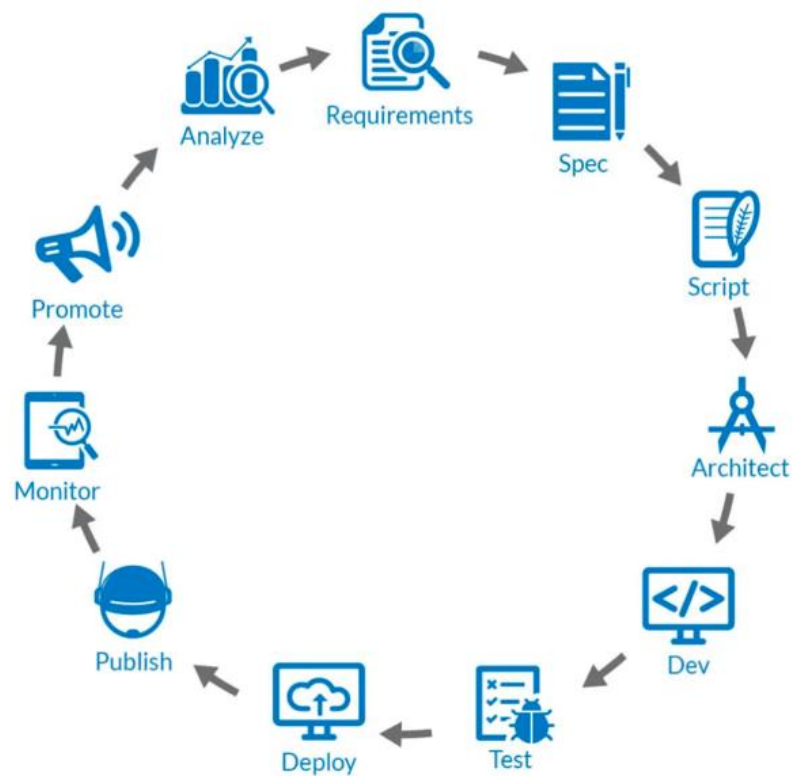 Requirements
Spec
Script
Architect
</>
Dev
Test
Deploy
Publish
Monitor
Promote
Analyze